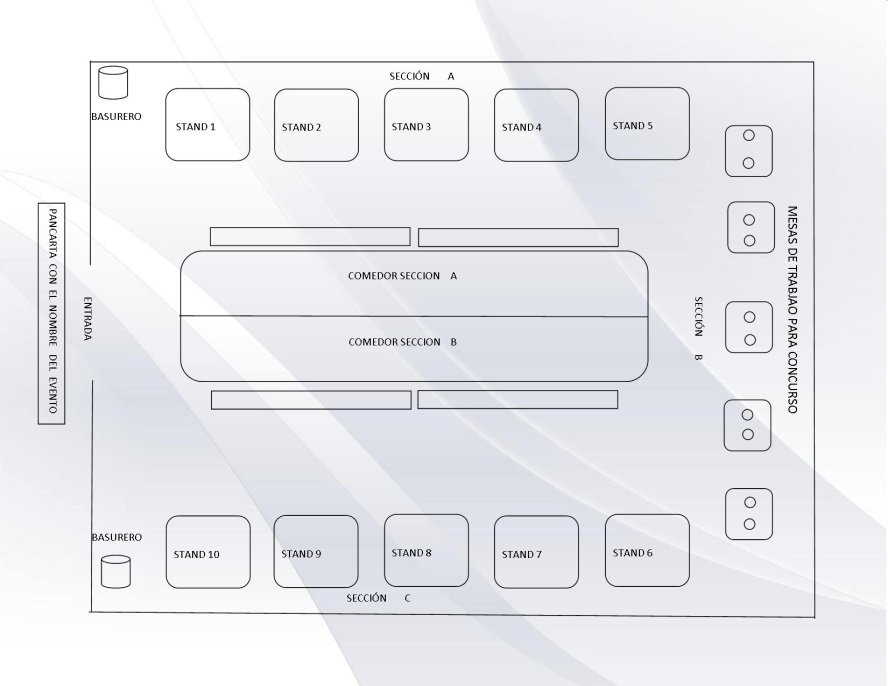 SECCIÓN A
BASURERO
STAND 1
STAND 2
STAND 3
STAND 4
STAND 5
PANCARTA CON EL NOMBRE DEL EVENTO
ENTRADA
COMEDOR SECCION A
COMEDOR SECCION B
SECCIÓN B
MESAS DE TRABJAO PARA CONCURSO
BASURERO
STAND 10
STAND 9
STAND 8
STAND 7
STAND 6
SECCIÓN C